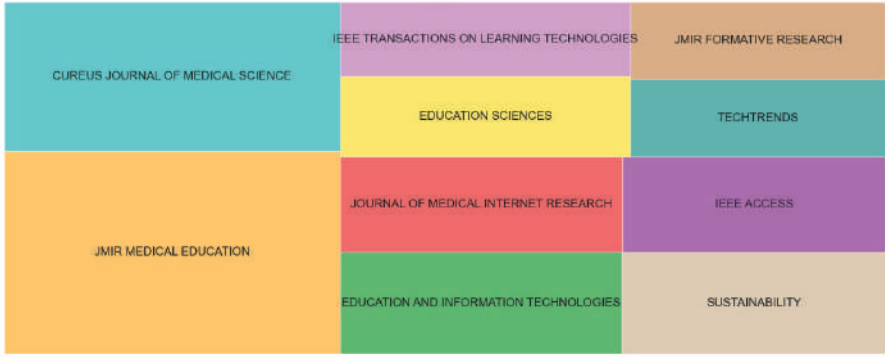 CUREUS JOURNAL OF MEDICAL SCIENCE
JMIR MEDICAL EDUCATION
IEEE TRANSACTIONS ON LEARNING TECHNOLOGIES
EDUCATION SCIENCES
JOURNAL OF MEDICAL INTERNET RESEARCH
EDUCATION AND INFORMATION TECHNOLOGIES
JMIR FORMATIVE RESEARCH
TECHTRENDS
IEEE ACCESS
SUSTAINABILITY